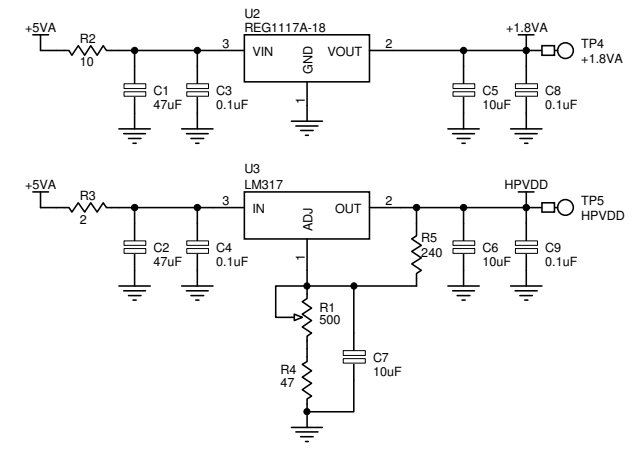 U2
REG1117A-18
+5VA
R2
10
3
VIN
GND
VOUT
2
1
+1.8VA
TP4
+1.8VA
C1
47uF
C3
0.1uF
C5
10uF
C8
0.1uF
U3
LM317
+5VA
R3
2
3
IN
ADJ
OUT
2
1
HPVDD
TP5
HPVDD
C2
47uF
C4
0.1uF
R5
240
C6
10uF
C9
0.1uF
R1
500
R4
47
C7
10uF